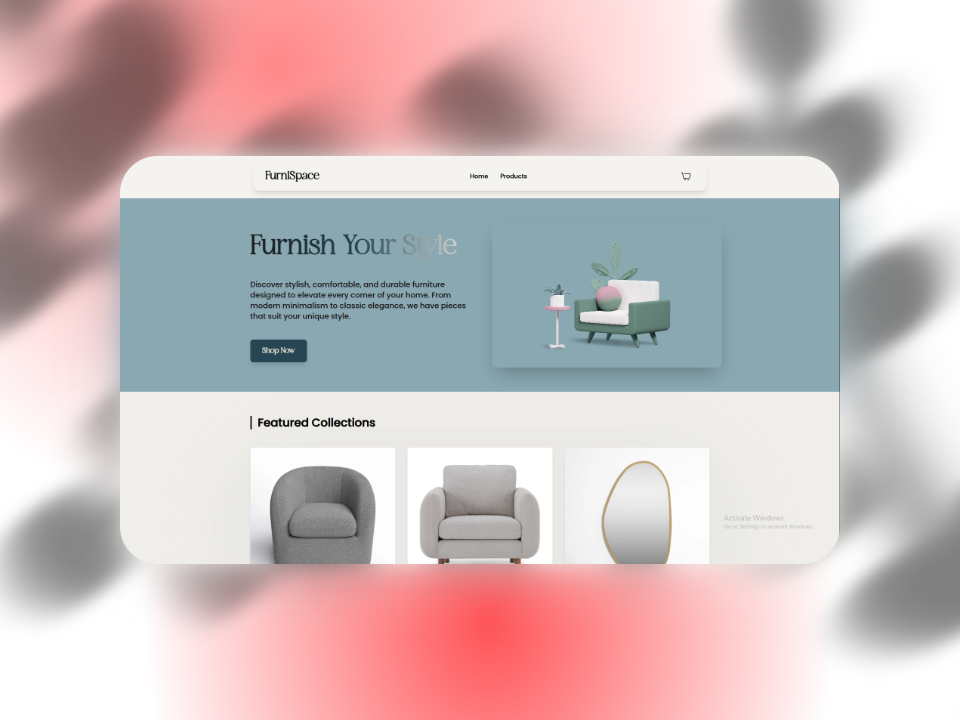 FurniSpace
Home
Products
Furnish Your Style
Discover stylish, comfortable, and durable furniture
designed to elevate every corner of your home. From
modern minimalism to classic elegance, we have pieces
that suit your unique style.
Shop Now
Featured Collections
Activate Windows
Go to Settings to activate Windows.